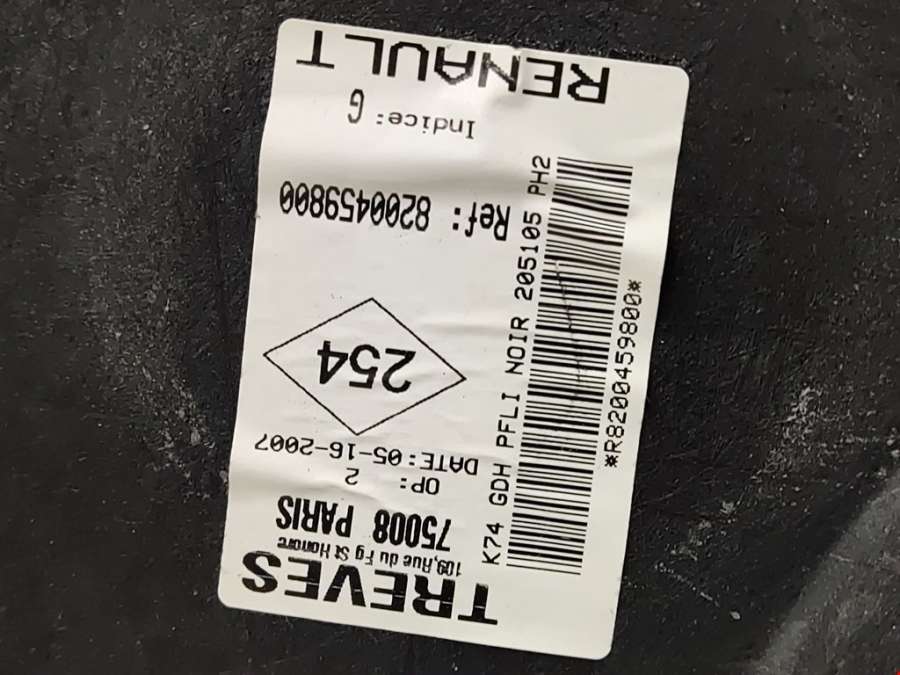 TREVES
109,Rue du Fg St Honore
75008 PARIS
OP: 2
DATE:05-16-2007
254
Ref: 8200459800
Indice: G
RENAULT
K74 GDH PFLI NOIR 205105 PH2
*R8200459800*